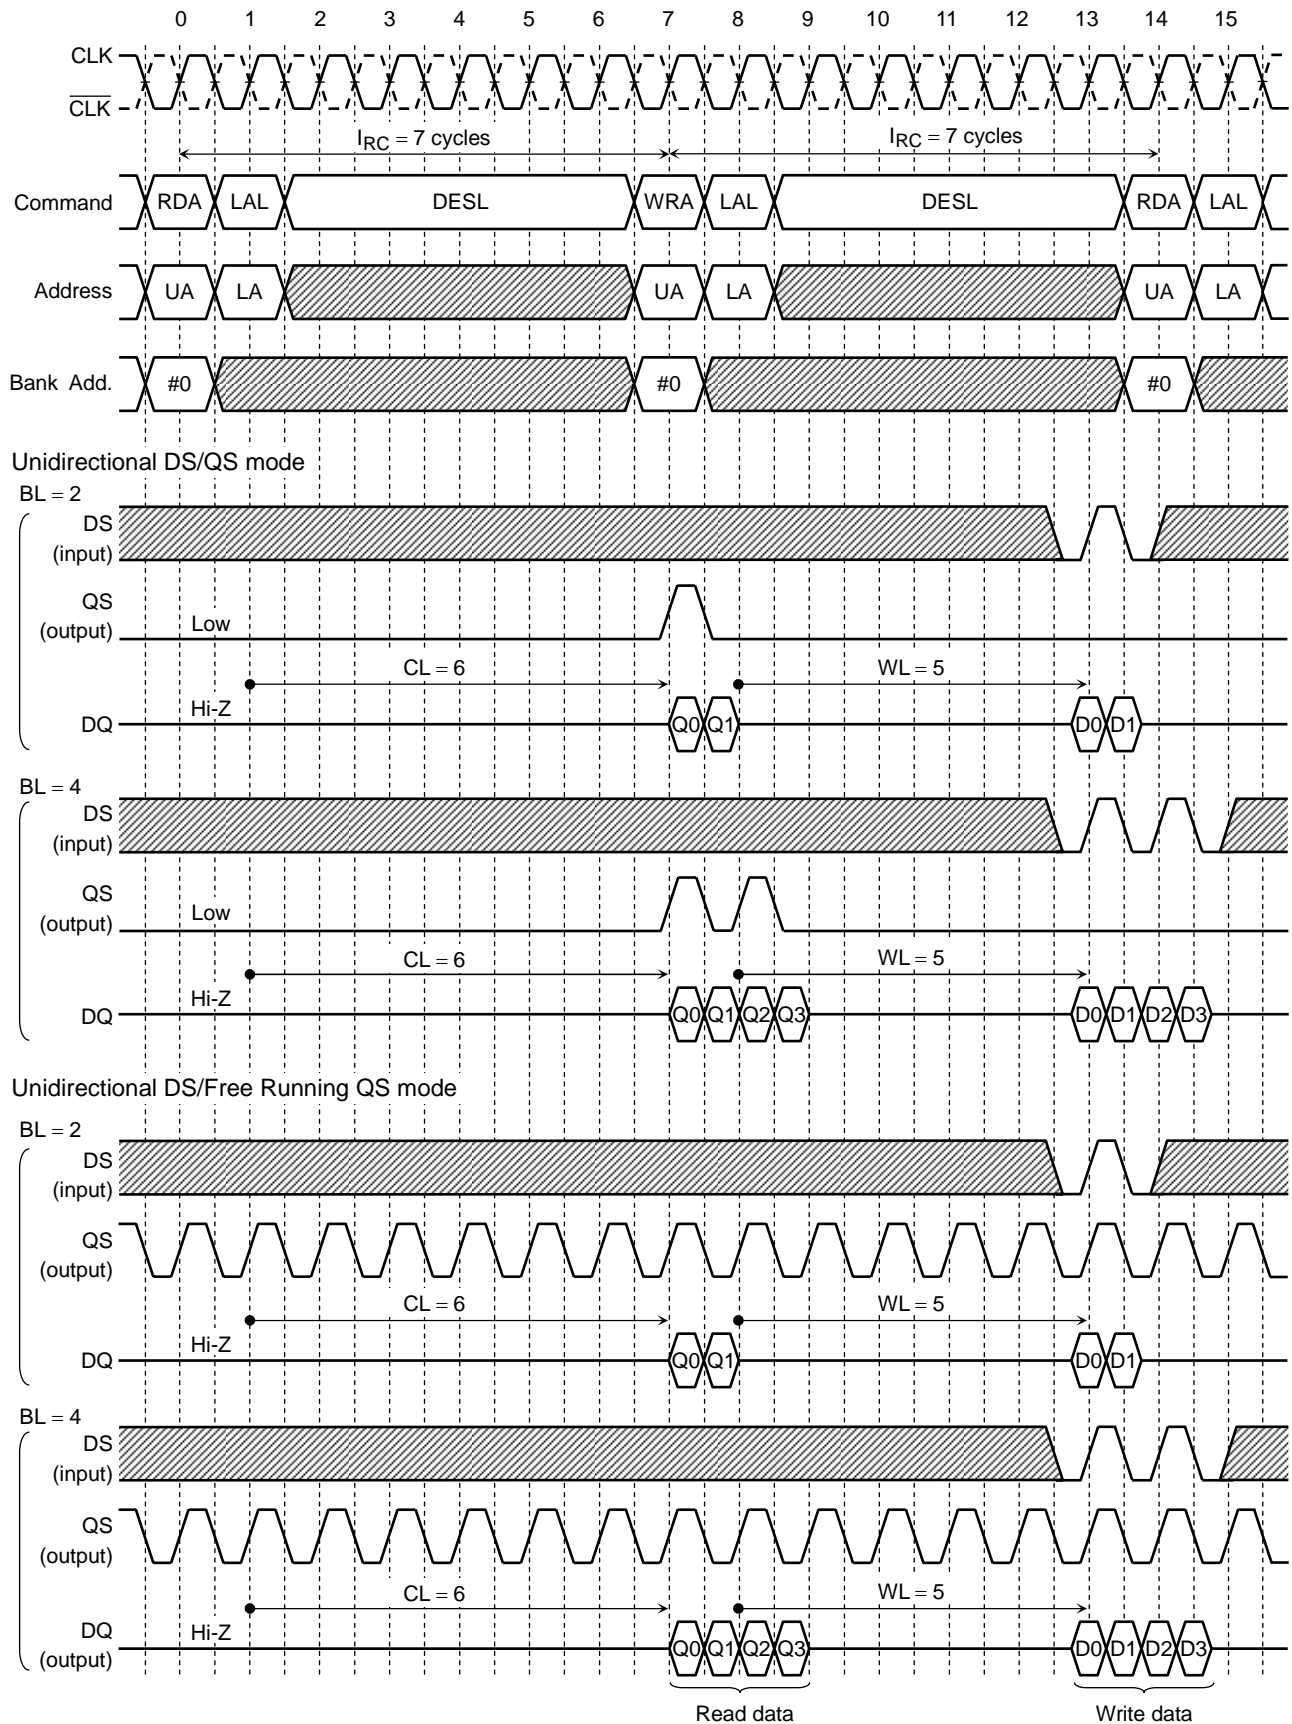 0 1 2 3 4 5 6 7 8 9 10 11 12 13 14 15
CLK
CLK
IRC = 7 cycles IRC = 7 cycles
Command RDA LAL DESL WRA LAL DESL RDA LAL
Address UA LA UA LA UA LA
Bank Add. #0 #0 #0
Unidirectional DS/QS mode
BL = 2
DS
(input)
QS
(output) Low
CL = 6 WL = 5
DQ Hi-Z Q0 Q1 D0 D1
BL = 4
DS
(input)
QS
(output) Low
CL = 6 WL = 5
DQ Hi-Z Q0 Q1 Q2 Q3 D0 D1 D2 D3
Unidirectional DS/Free Running QS mode
BL = 2
DS
(input)
QS
(output)
CL = 6 WL = 5
DQ Hi-Z Q0 Q1 D0 D1
BL = 4
DS
(input)
QS
(output)
CL = 6 WL = 5
DQ Hi-Z Q0 Q1 Q2 Q3 D0 D1 D2 D3
(output)
Read data Write data